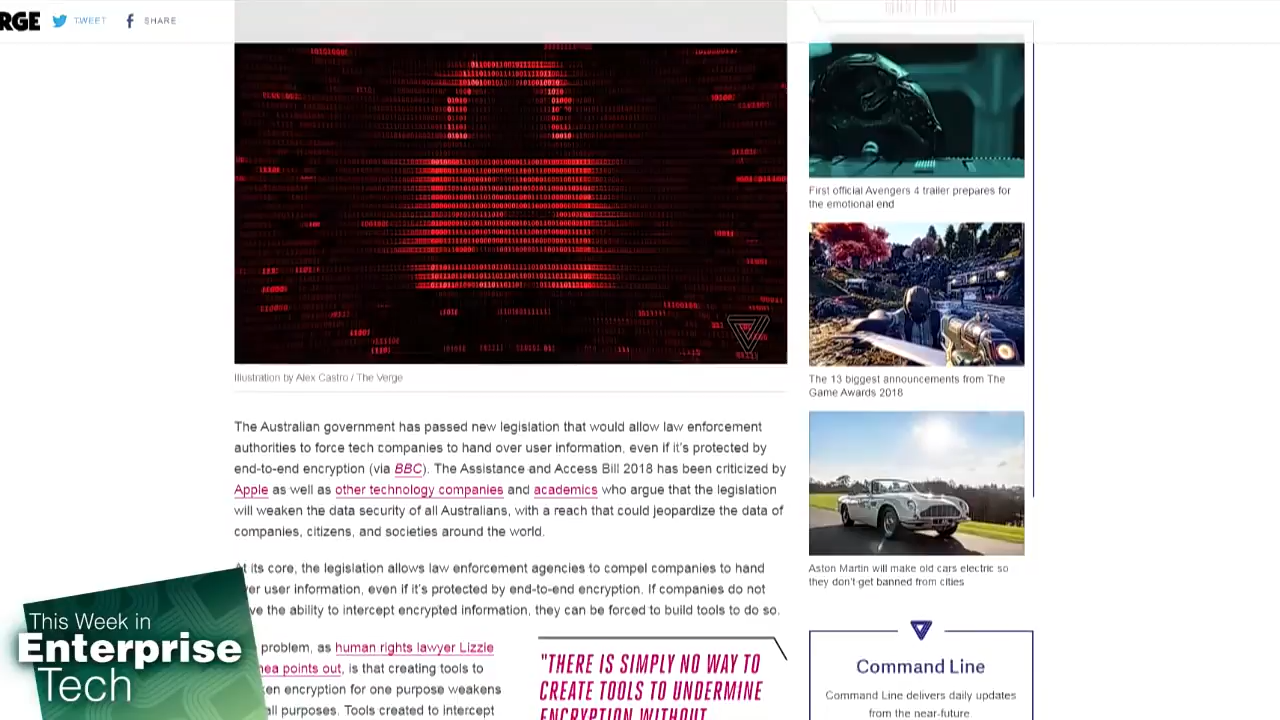 RGE
TWEET
SHARE
MOST READ
Illustration by Alex Castro / The Verge
The Australian government has passed new legislation that would allow law enforcement
authorities to force tech companies to hand over user information, even if it's protected by
end-to-end encryption (via BBC). The Assistance and Access Bill 2018 has been criticized by
Apple as well as other technology companies and academics who argue that the legislation
will weaken the data security of all Australians, with a reach that could jeopardize the data of
companies, citizens, and societies around the world.
At its core, the legislation allows law enforcement agencies to compel companies to hand
er user information, even if it's protected by end-to-end encryption. If companies do not
ve the ability to intercept encrypted information, they can be forced to build tools to do so.
problem, as human rights lawyer Lizzie
hea points out, is that creating tools to
en encryption for one purpose weakens
all purposes. Tools created to intercept
"THERE IS SIMPLY NO WAY TO
CREATE TOOLS TO UNDERMINE
ENCRYPTION WITHOUT
First official Avengers 4 trailer prepares for
the emotional end
The 13 biggest announcements from The
Game Awards 2018
Aston Martin will make old cars electric so
they don't get banned from cities
Command Line
Command Line delivers daily updates
from the near-future.
This Week in
Enterprise
Tech